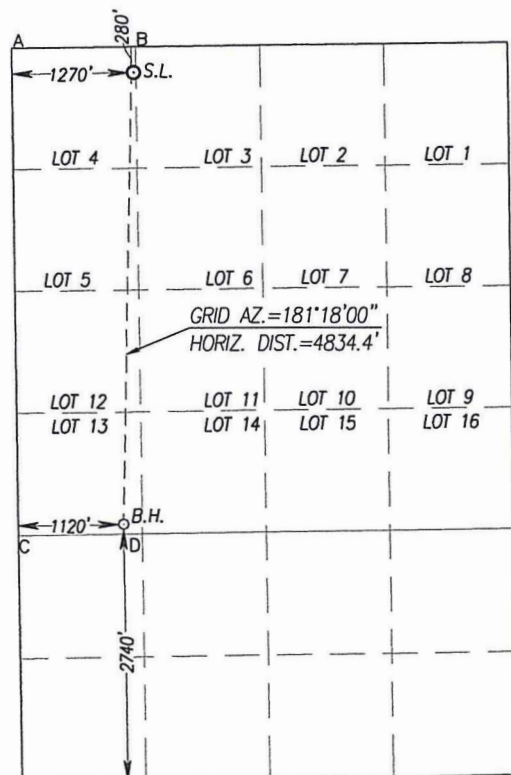 280'
A
B
1270'
S.L.
LOT 4
LOT 3
LOT 2
LOT 1
LOT 5
LOT 6
LOT 7
LOT 8
GRID AZ.=181°18'00"
HORIZ. DIST.=4834.4'
LOT 12
LOT 11
LOT 10
LOT 9
LOT 13
LOT 14
LOT 15
LOT 16
1120'
B.H.
C
D
2740'